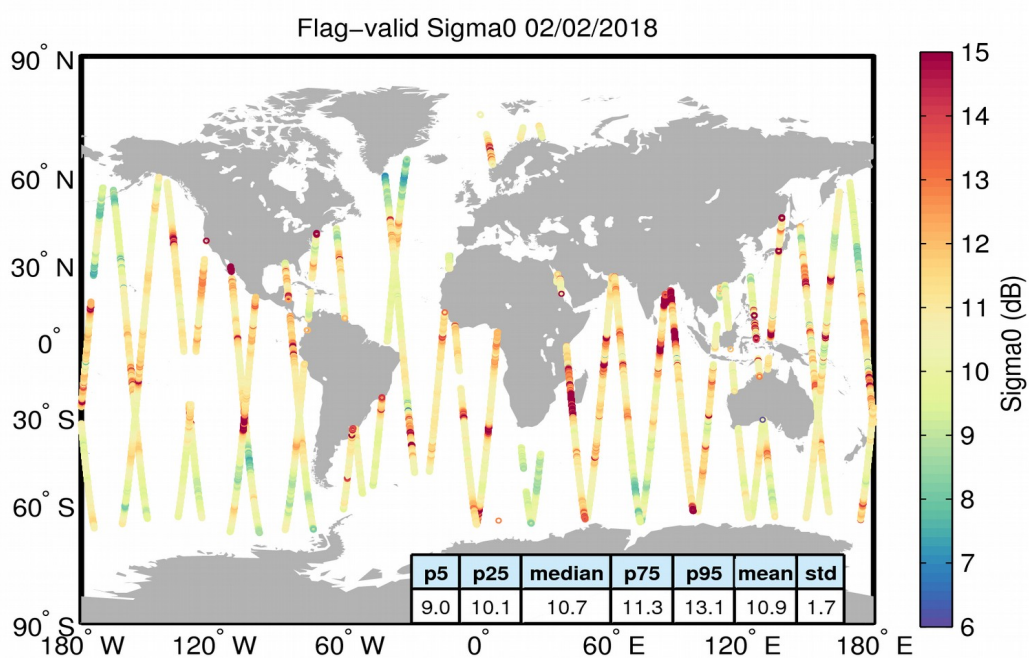 Flag−valid Sigma0 02/02/2018
90° N
60° N
30° N
0°
30° S
60° S
90° S
180° W
120° W
60° W
0°
60° E
120° E
180° E
p5 p25 median p75 p95 mean std
9.0 10.1 10.7 11.3 13.1 10.9 1.7
15
14
13
12
11
10
9
8
7
6
Sigma0 (dB)